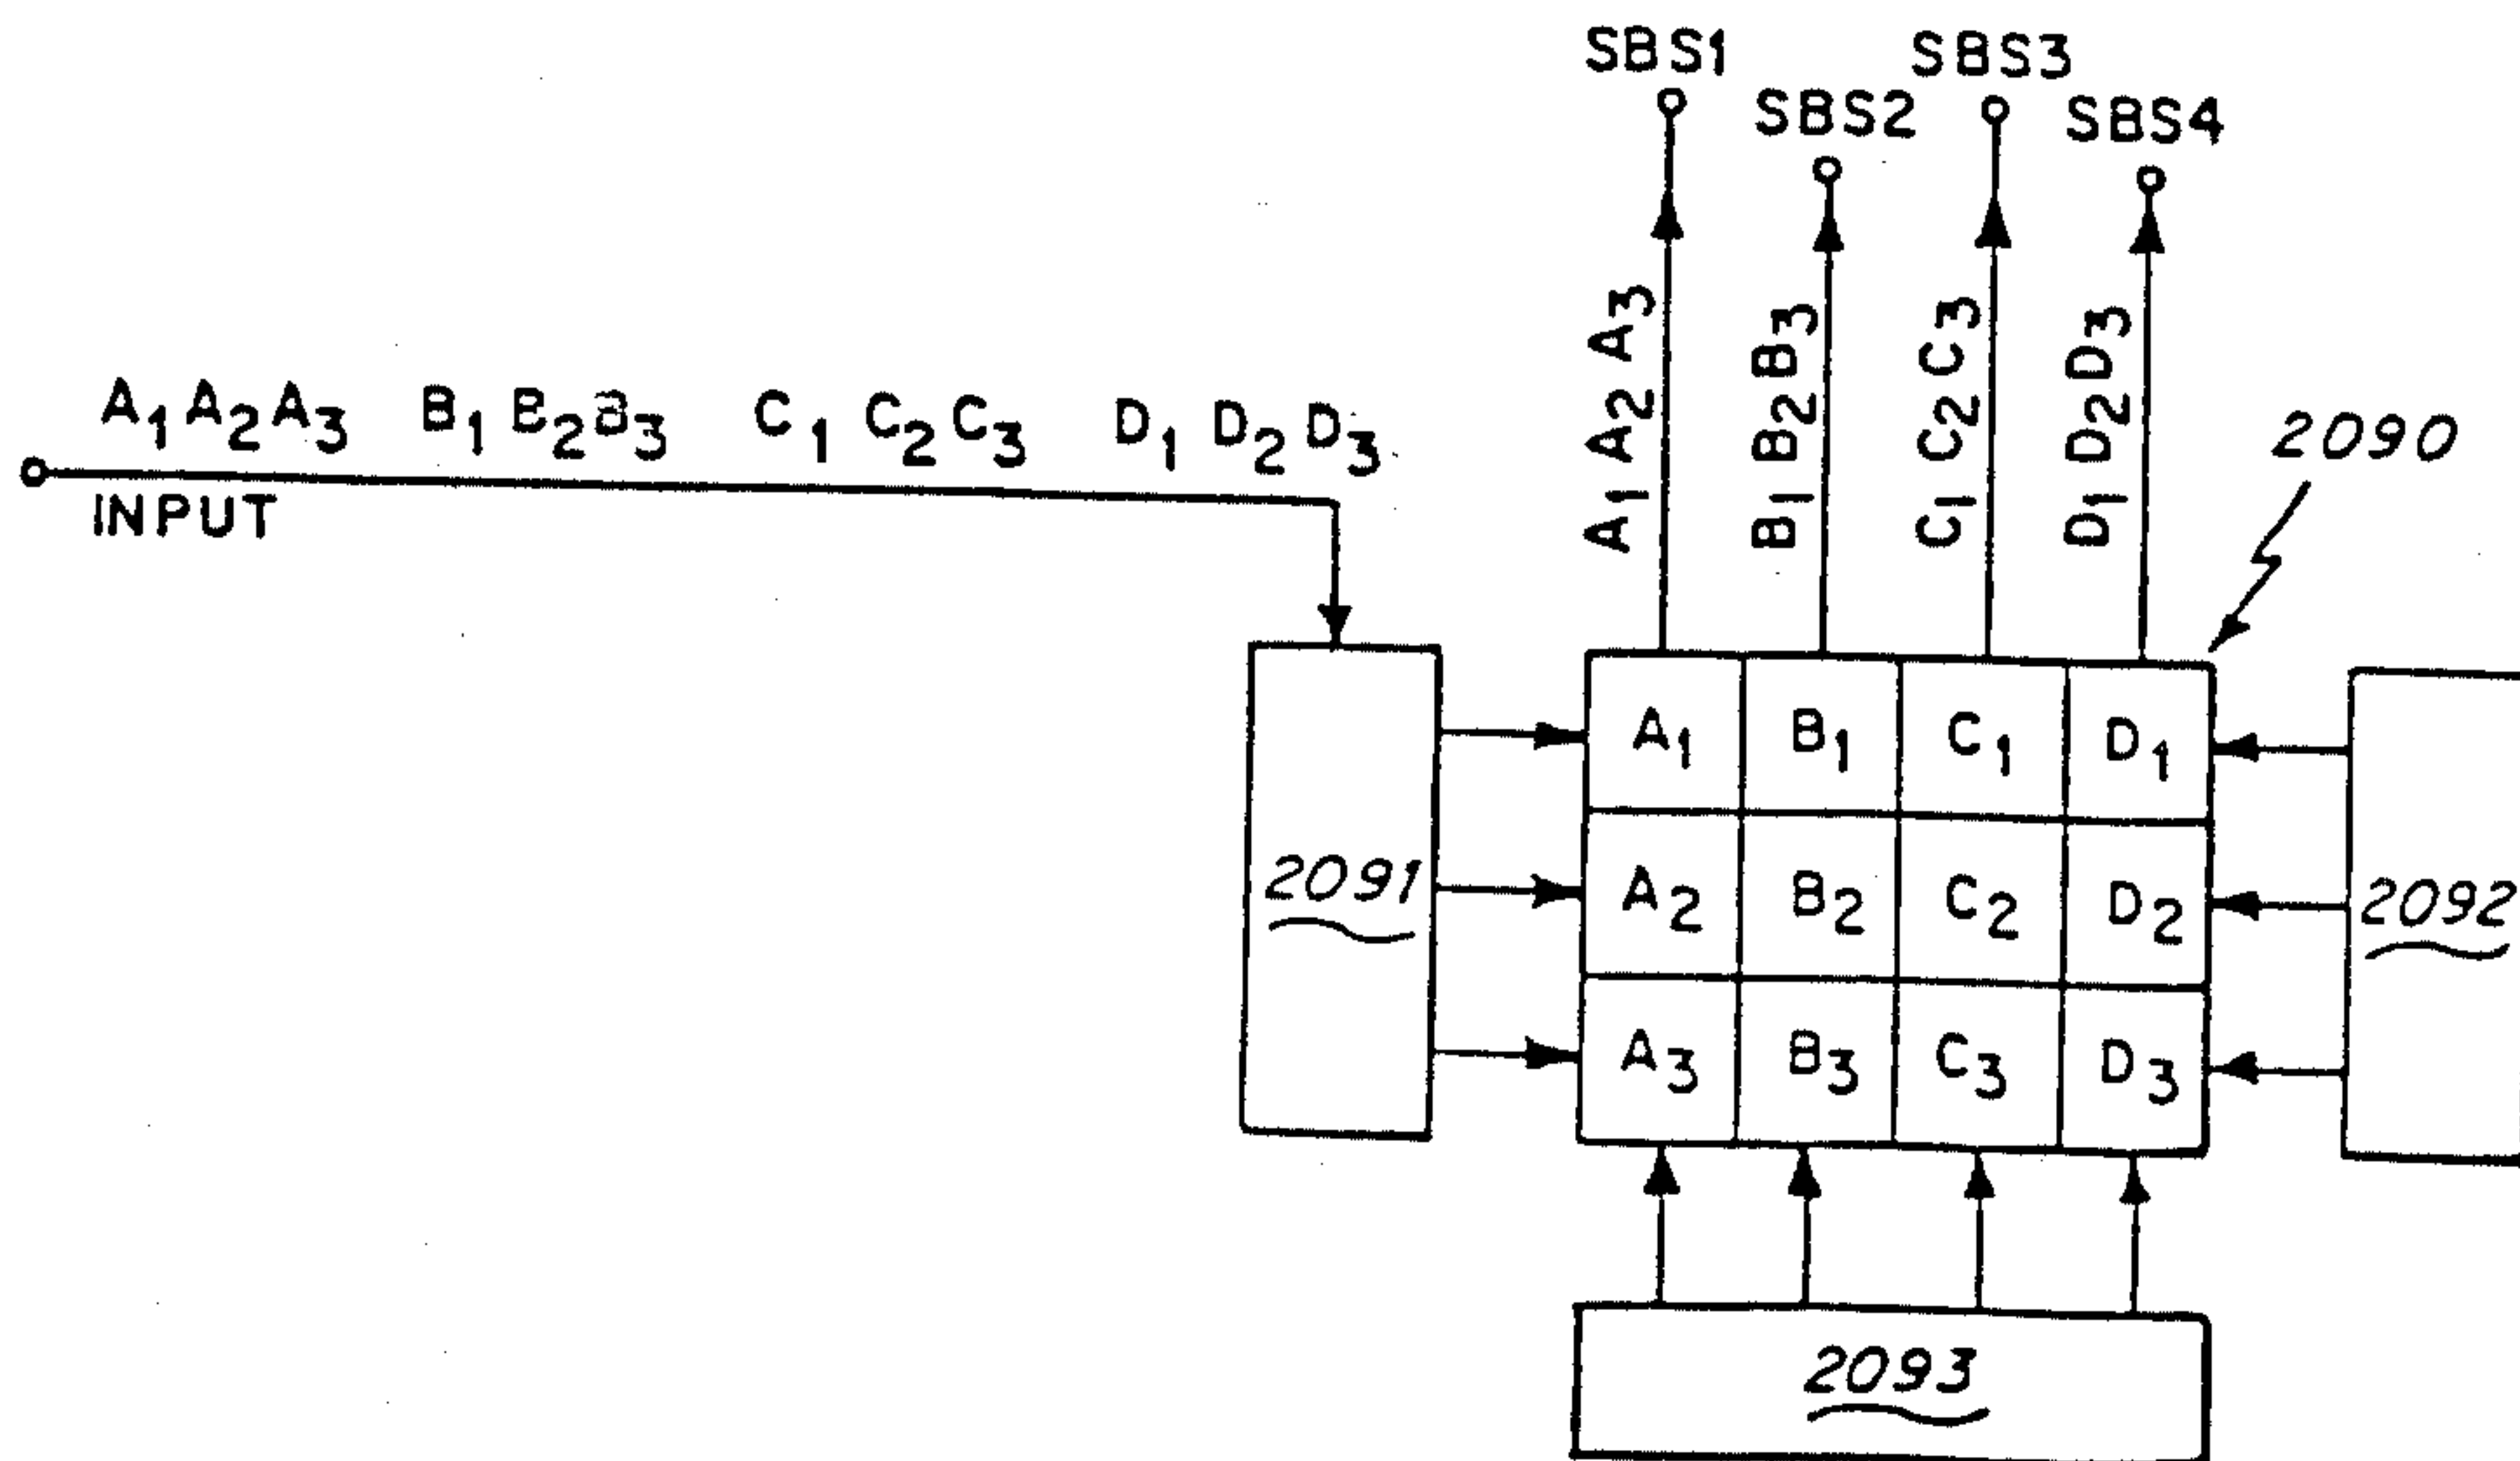 SBS1
SBS2
SBS3
SBS4
A1 A2 A3 B1 B2 B3 C1 C2 C3 D1 D2 D3
INPUT
A1 A2 A3
B1 B2 B3
C1 C2 C3
D1 D2 D3
2090
A1 B1 C1 D1
2091
A2 B2 C2 D2
2092
A3 B3 C3 D3
2093